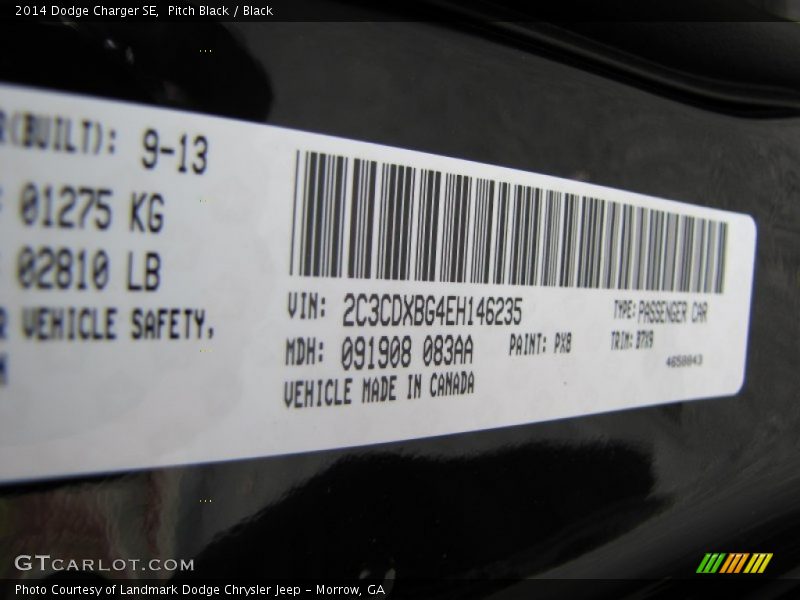 2014 Dodge Charger SE, Pitch Black / Black
R(BUILT): 9-13
01275 KG
02810 LB
R VEHICLE SAFETY,
VIN: 2C3CDXBG4EH146235
TYPE: PASSENGER CAR
MDH: 091908 083AA
PAINT: PX8
TRIM: B7X9
VEHICLE MADE IN CANADA
4650043
GTCARLOT.COM
Photo Courtesy of Landmark Dodge Chrysler Jeep - Morrow, GA